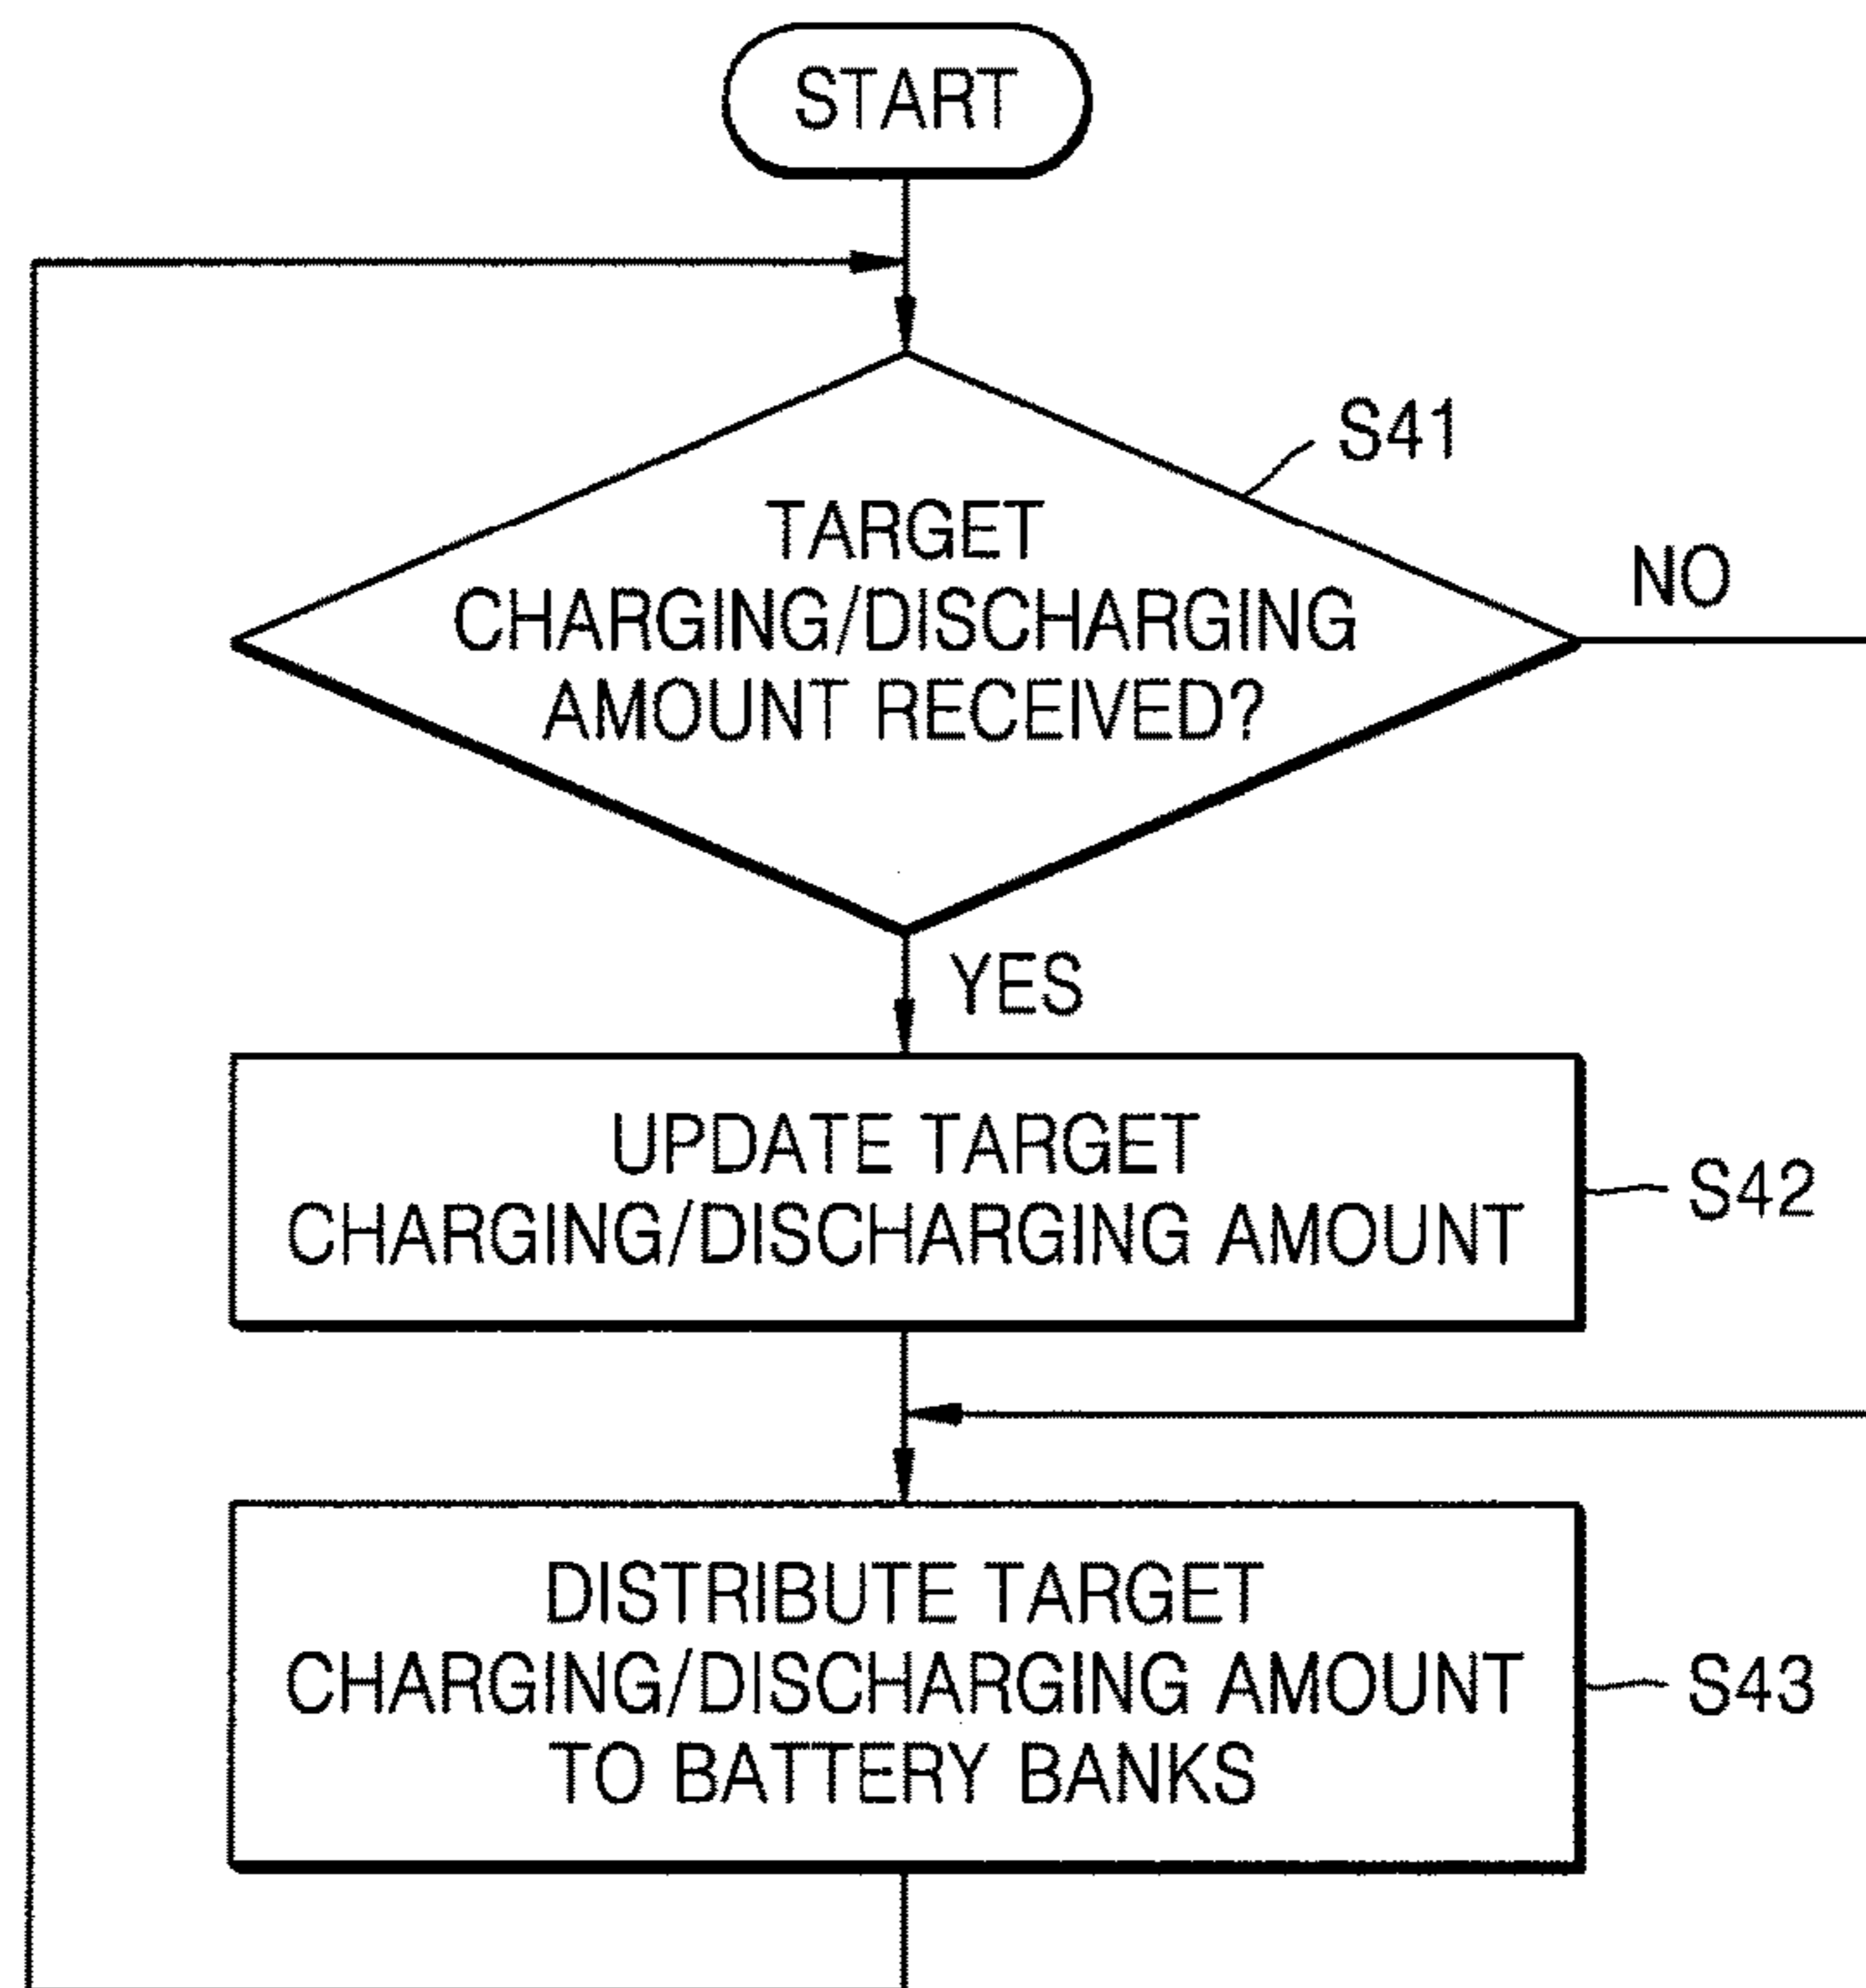 START
S41
TARGET
CHARGING/DISCHARGING
AMOUNT RECEIVED?
NO
YES
UPDATE TARGET
CHARGING/DISCHARGING AMOUNT
S42
DISTRIBUTE TARGET
CHARGING/DISCHARGING AMOUNT
TO BATTERY BANKS
S43